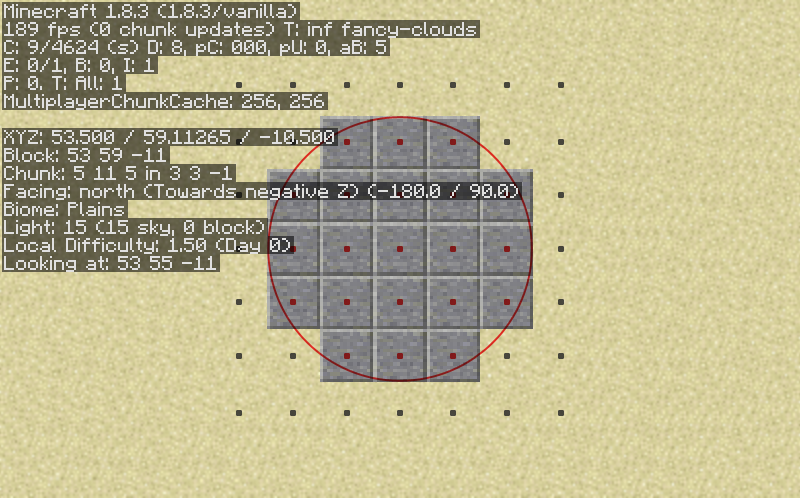 Minecraft 1.8.3 (1.8.3/vanilla)
189 fps (0 chunk updates) T: inf fancy-clouds
C: 9/4624 (s) D: 8, pC: 000, pU: 0, aB: 5
E: 0/1, B: 0, I: 1
P: 0. T: All: 1
MultiplayerChunkCache: 256, 256
XYZ: 53.500 / 59.11265 / -10.500
Block: 53 59 -11
Chunk: 5 11 5 in 3 3 -1
Facing: north (Towards negative Z) (-180.0 / 90.0)
Biome: Plains
Light: 15 (15 sky, 0 block)
Local Difficulty: 1.50 (Day 0)
Looking at: 53 55 -11